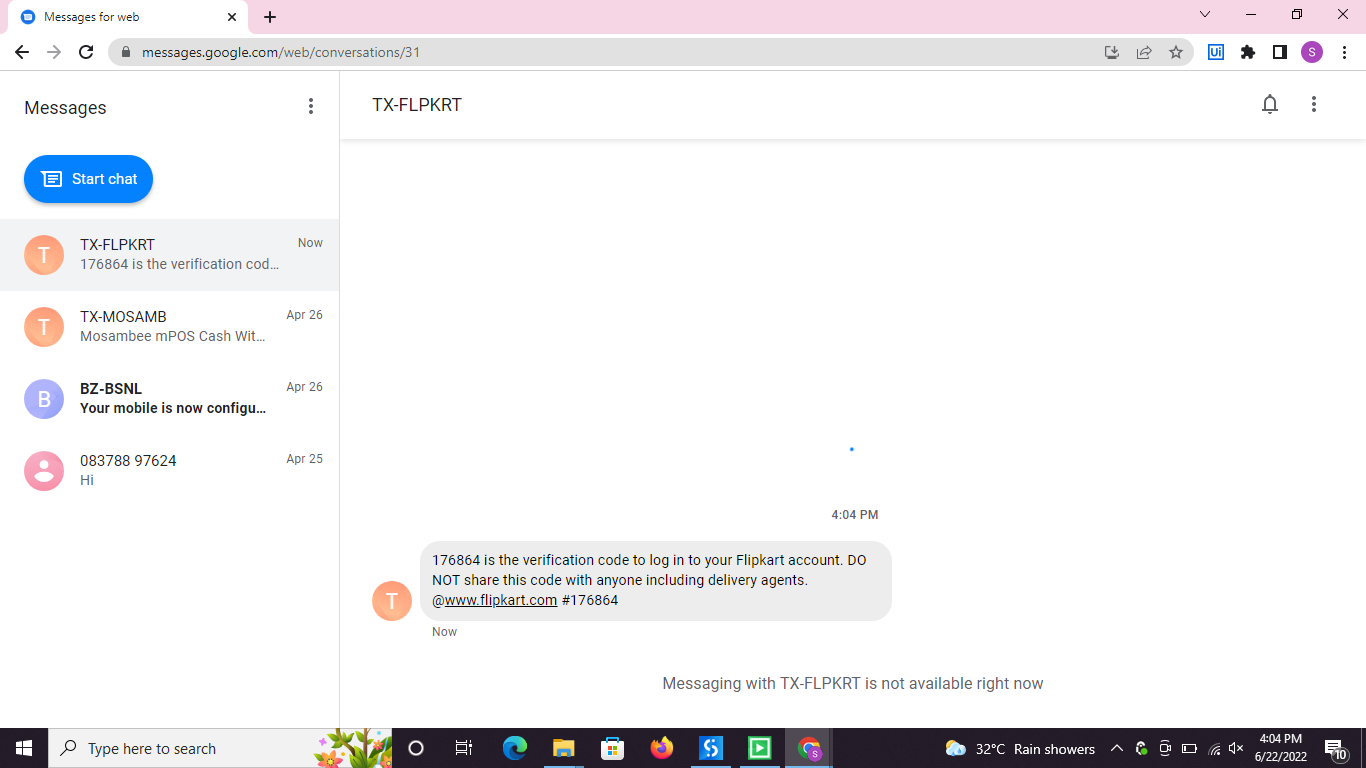 Messages for web
messages.google.com/web/conversations/31
Ui
S
Messages
TX-FLPKRT
Start chat
T
TX-FLPKRT
Now
176864 is the verification cod...
T
TX-MOSAMB
Apr 26
Mosambee mPOS Cash Wit...
B
BZ-BSNL
Apr 26
Your mobile is now configu...
083788 97624
Apr 25
Hi
4:04 PM
176864 is the verification code to log in to your Flipkart account. DO
NOT share this code with anyone including delivery agents.
@www.flipkart.com #176864
T
Now
Messaging with TX-FLPKRT is not available right now
Type here to search
S
32°C Rain showers
4:04 PM
6/22/2022
10